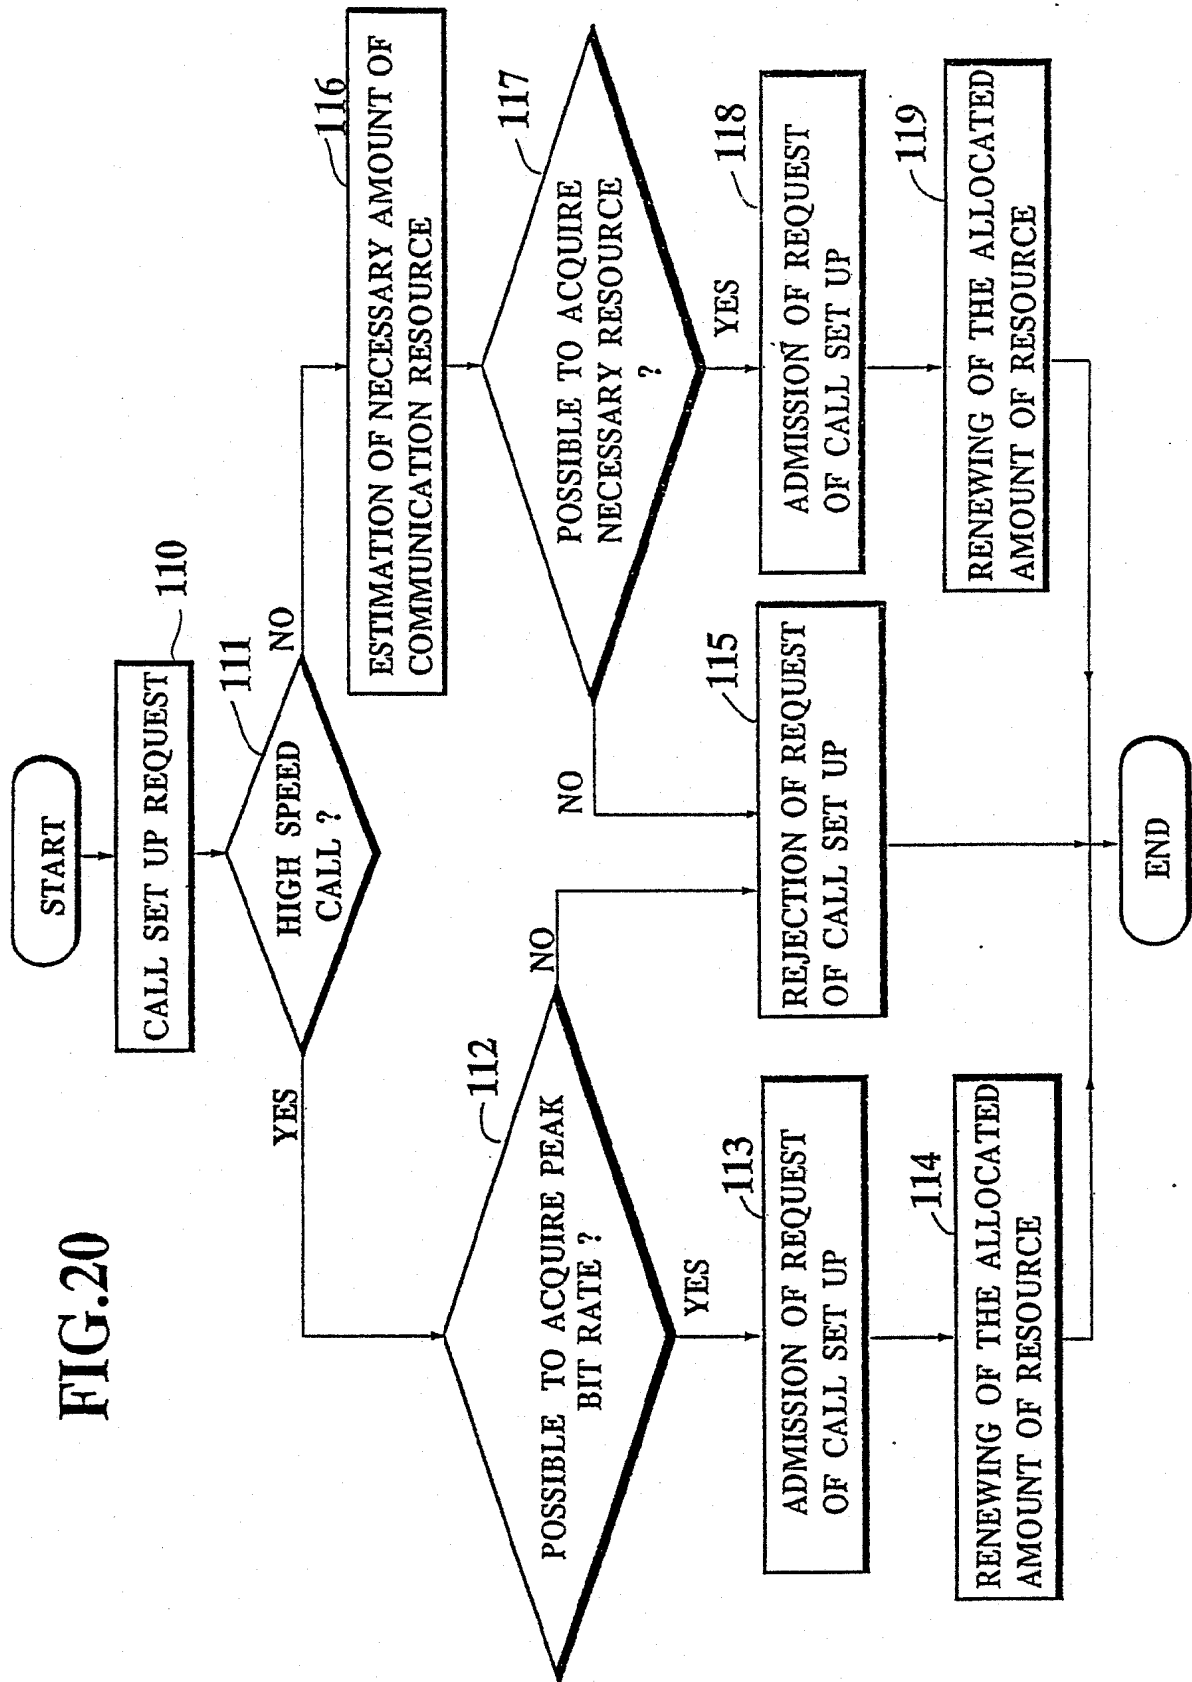 FIG.20
START
CALL SET UP REQUEST
110
HIGH SPEED
CALL ?
111
YES
NO
POSSIBLE TO ACQUIRE PEAK
BIT RATE ?
112
NO
YES
ADMISSION OF REQUEST
OF CALL SET UP
113
RENEWING OF THE ALLOCATED
AMOUNT OF RESOURCE
114
REJECTION OF REQUEST
OF CALL SET UP
115
ESTIMATION OF NECESSARY AMOUNT OF
COMMUNICATION RESOURCE
116
POSSIBLE TO ACQUIRE
NECESSARY RESOURCE
?
117
NO
YES
ADMISSION OF REQUEST
OF CALL SET UP
118
RENEWING OF THE ALLOCATED
AMOUNT OF RESOURCE
119
END